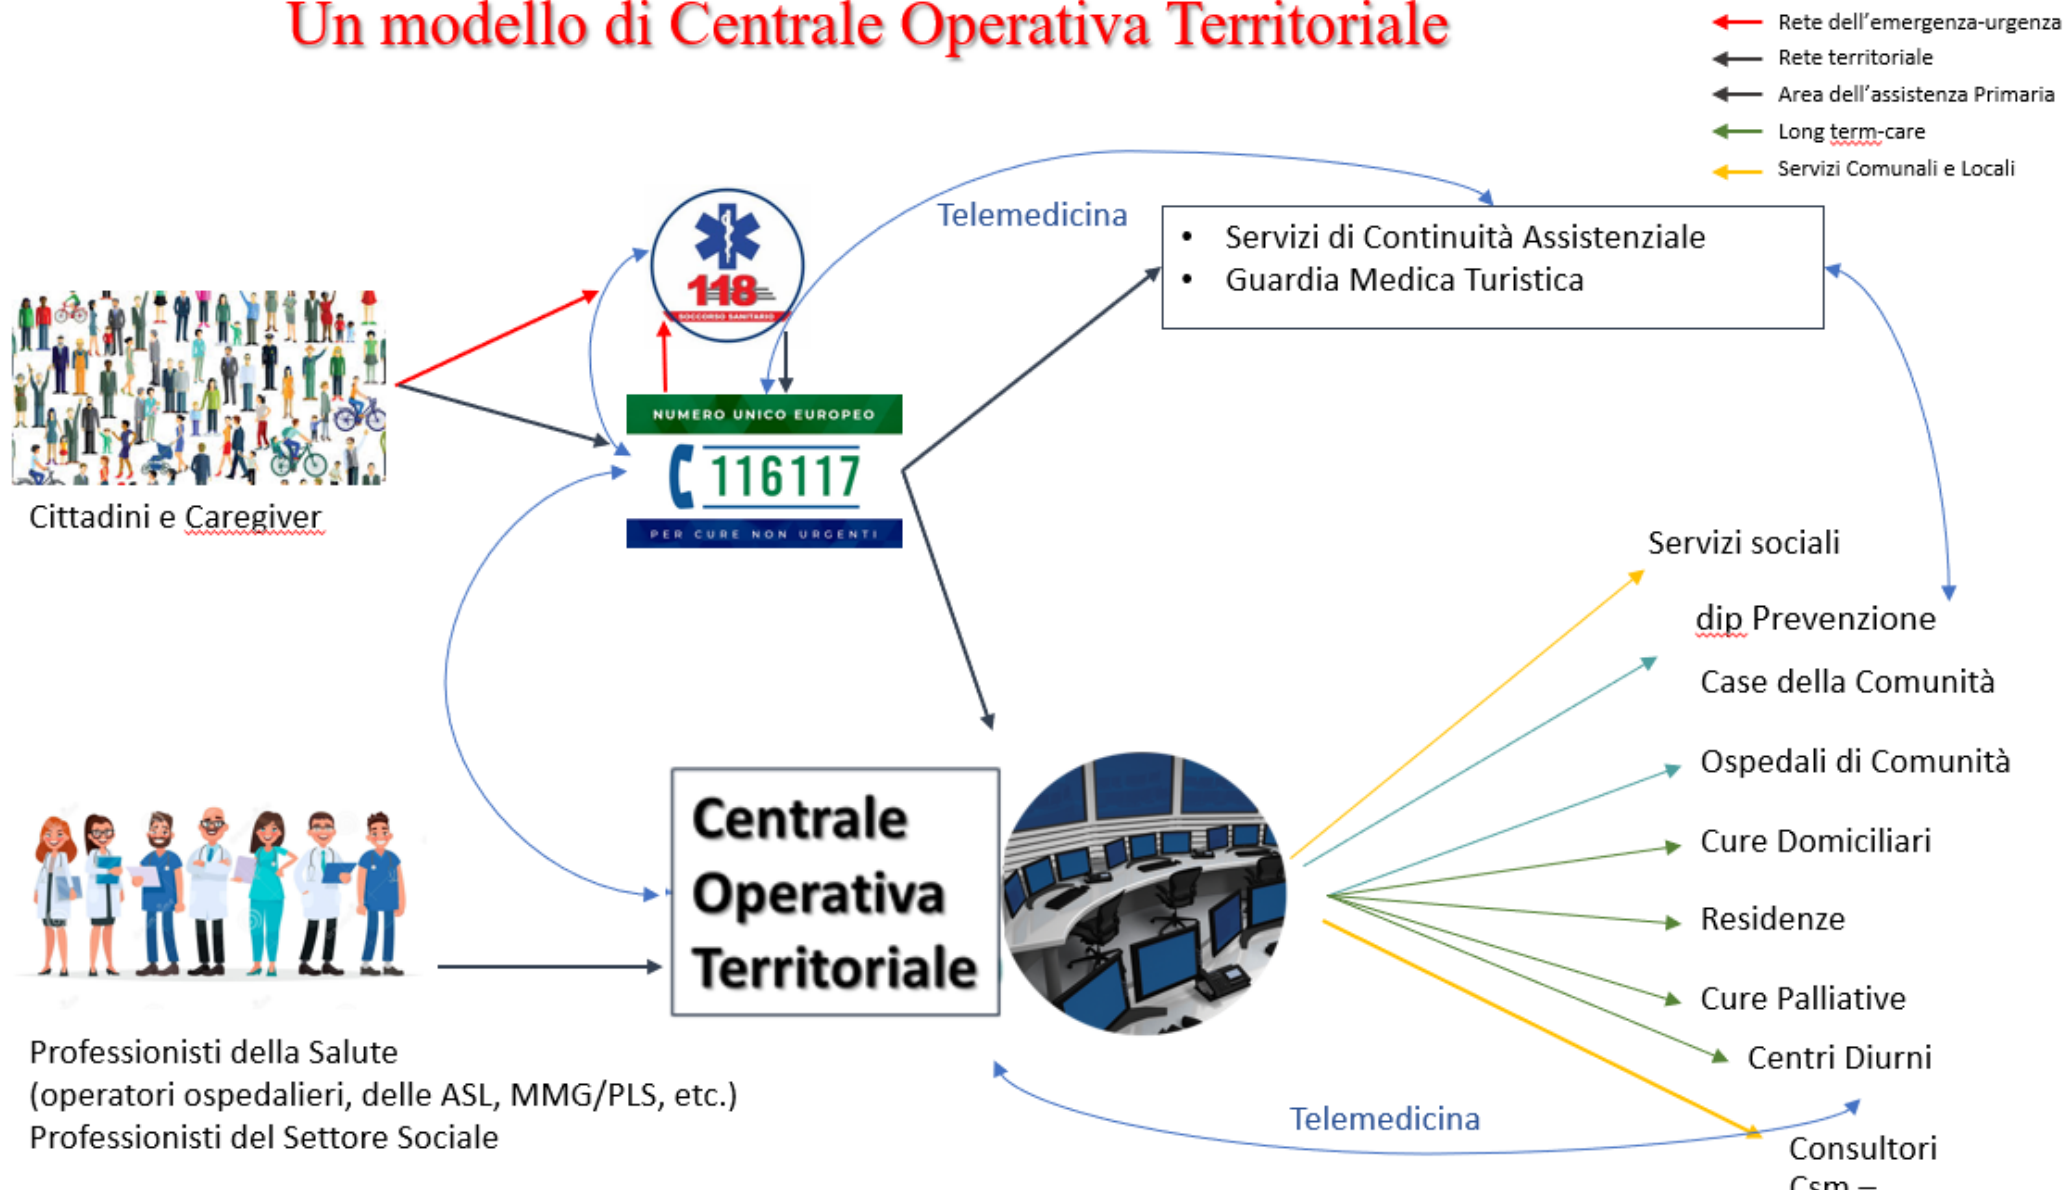 Un modello di Centrale Operativa Territoriale
Rete dell'emergenza-urgenza
Rete territoriale
Area dell'assistenza Primaria
Long term-care
Servizi Comunali e Locali
Telemedicina
• Servizi di Continuità Assistenziale
• Guardia Medica Turistica
118
SOCCORSO SANITARIO
NUMERO UNICO EUROPEO
116117
PER CURE NON URGENTI
Cittadini e Caregiver
Servizi sociali
dip Prevenzione
Case della Comunità
Ospedali di Comunità
Cure Domiciliari
Residenze
Cure Palliative
Centri Diurni
Consultori
Csm –
Centrale
Operativa
Territoriale
Professionisti della Salute
(operatori ospedalieri, delle ASL, MMG/PLS, etc.)
Professionisti del Settore Sociale
Telemedicina